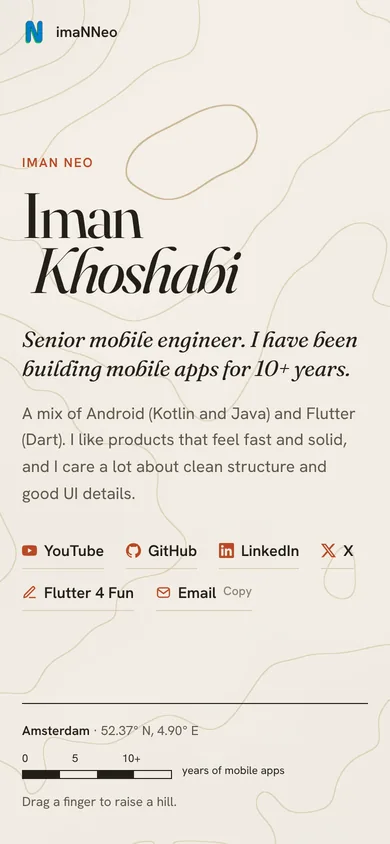 imaNNeo
IMAN NEO
Iman
Khoshabi
Senior mobile engineer. I have been
building mobile apps for 10+ years.
A mix of Android (Kotlin and Java) and Flutter
(Dart). I like products that feel fast and solid,
and I care a lot about clean structure and
good UI details.
YouTube GitHub LinkedIn X
Flutter 4 Fun Email Copy
Amsterdam · 52.37° N, 4.90° E
0 5 10+
years of mobile apps
Drag a finger to raise a hill.